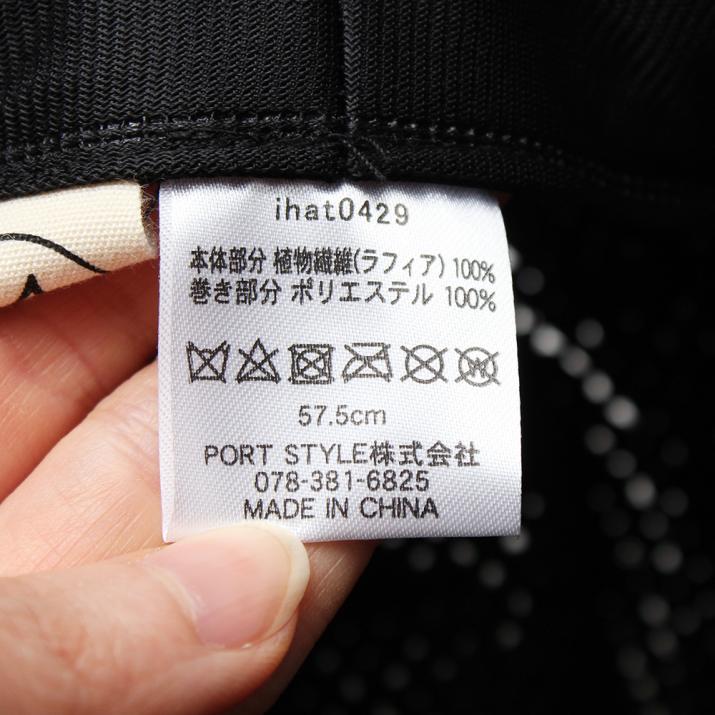 ihat0429
本体部分 植物繊維(ラフィア) 100%
巻き部分 ポリエステル 100%
57.5cm
PORT STYLE株式会社
078-381-6825
MADE IN CHINA